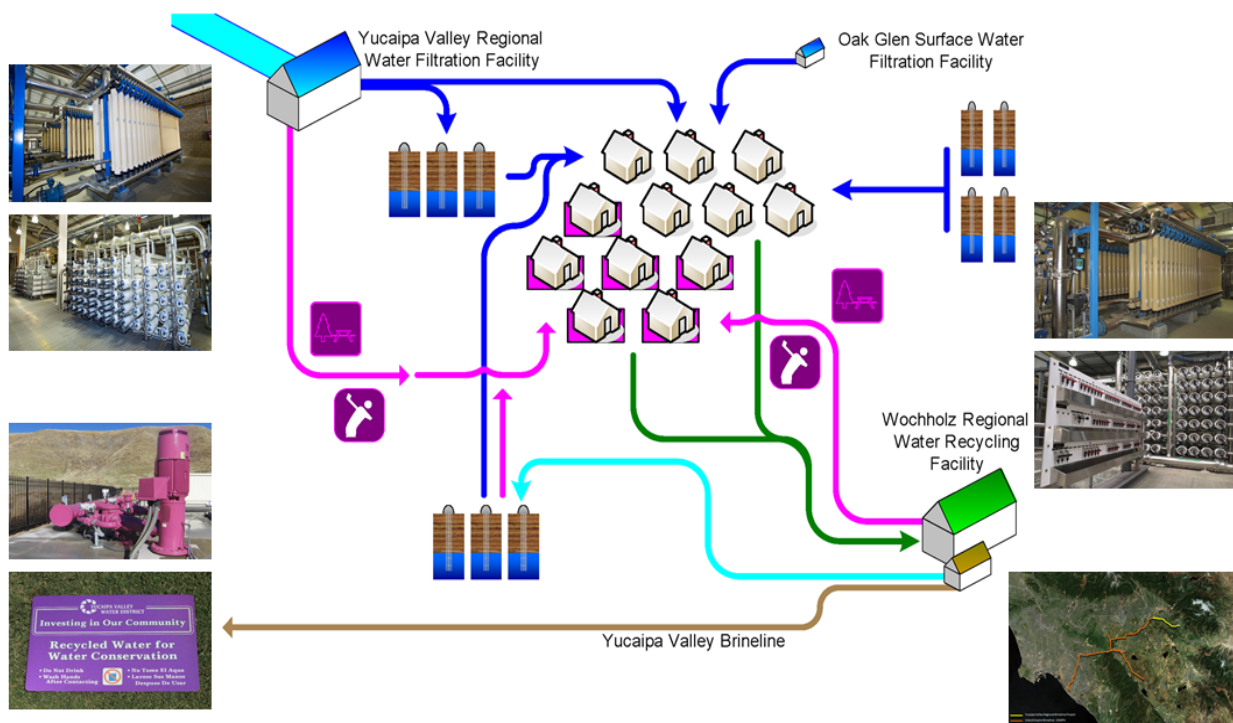 Yucaipa Valley Regional
Water Filtration Facility
Oak Glen Surface Water
Filtration Facility
Wochholz Regional
Water Recycling
Facility
Yucaipa Valley Brineline
YUCAIPA VALLEY
WATER DISTRICT
Investing in Our Community
Recycled Water for
Water Conservation
• Do Not Drink
• Wash Hands
After Contacting
• No Tome El Agua
• Lavese Sus Manos
Despues De Usar